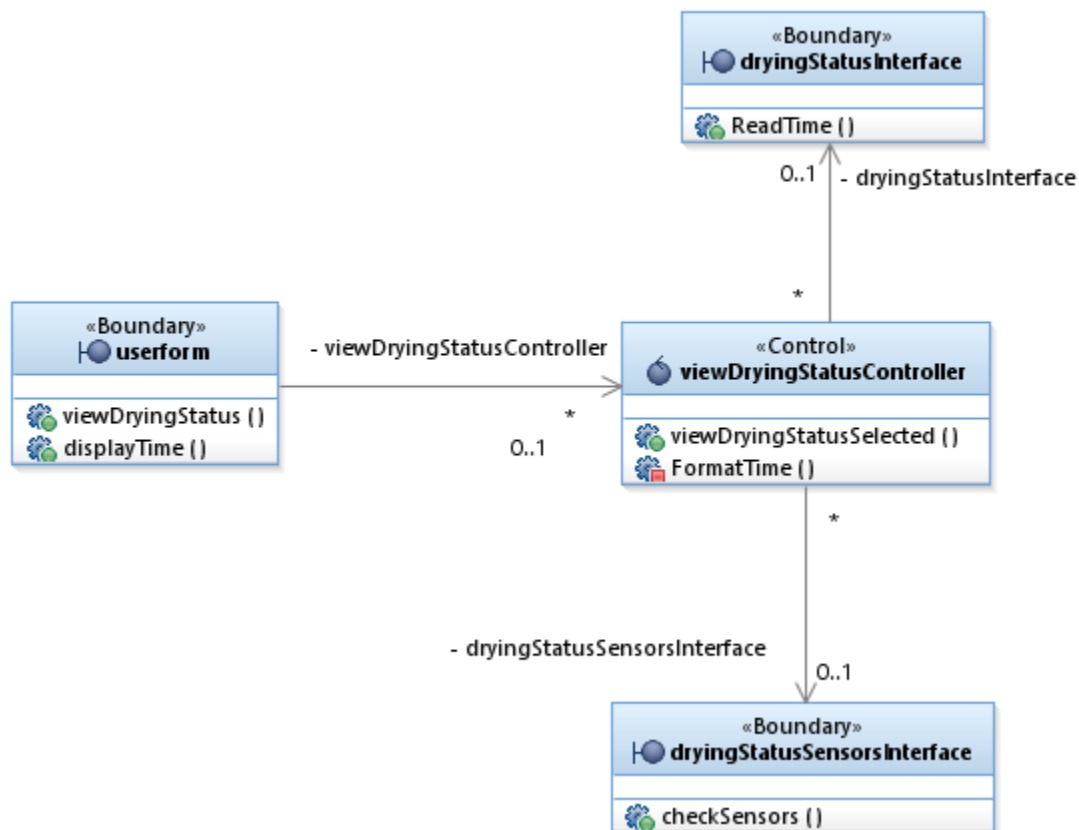 «Boundary»
dryingStatusInterface
ReadTime ()
0..1
- dryingStatusInterface
*
«Boundary»
userform
viewDryingStatus ()
displayTime ()
- viewDryingStatusController
*
0..1
«Control»
viewDryingStatusController
viewDryingStatusSelected ()
FormatTime ()
*
- dryingStatusSensorsInterface
0..1
«Boundary»
dryingStatusSensorsInterface
checkSensors ()